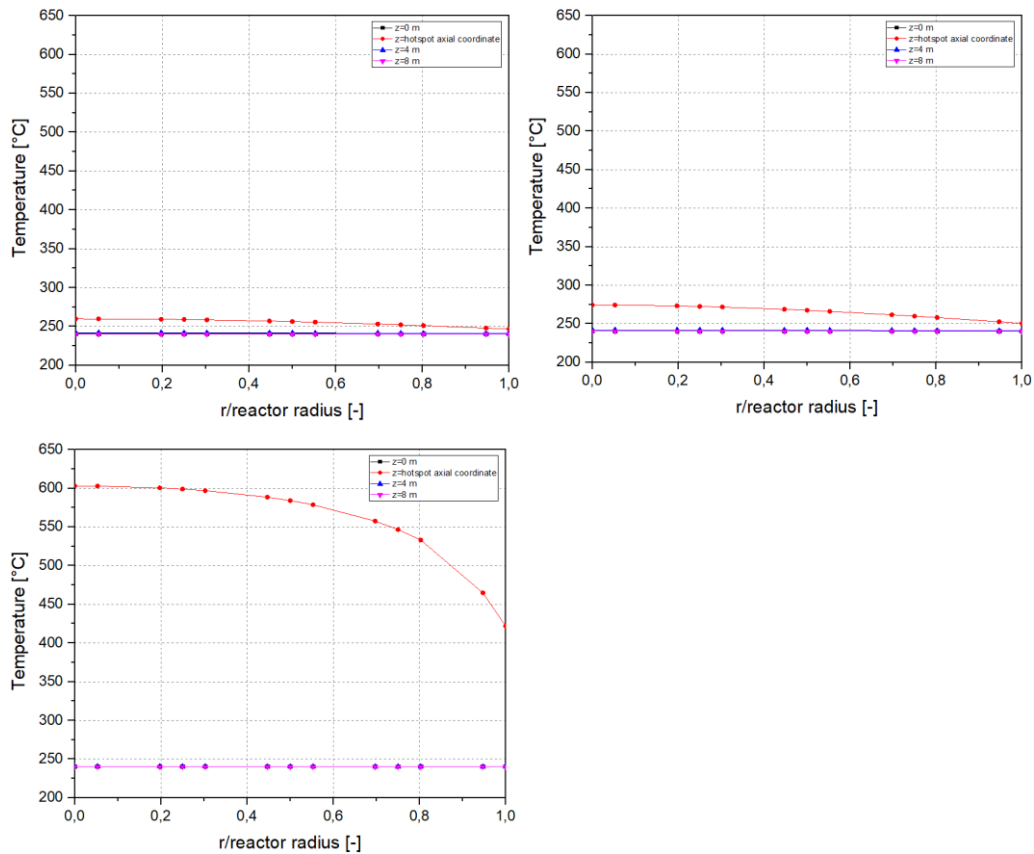 650
600
550
500
450
400
350
300
250
200
Temperature [°C]
z=0 m
z=hotspot axial coordinate
z=4 m
z=8 m
0,0 0,2 0,4 0,6 0,8 1,0
r/reactor radius [-]
650
600
550
500
450
400
350
300
250
200
Temperature [°C]
z=0 m
z=hotspot axial coordinate
z=4 m
z=8 m
0,0 0,2 0,4 0,6 0,8 1,0
r/reactor radius [-]
650
600
550
500
450
400
350
300
250
200
Temperature [°C]
z=0 m
z=hotspot axial coordinate
z=4 m
z=8 m
0,0 0,2 0,4 0,6 0,8 1,0
r/reactor radius [-]